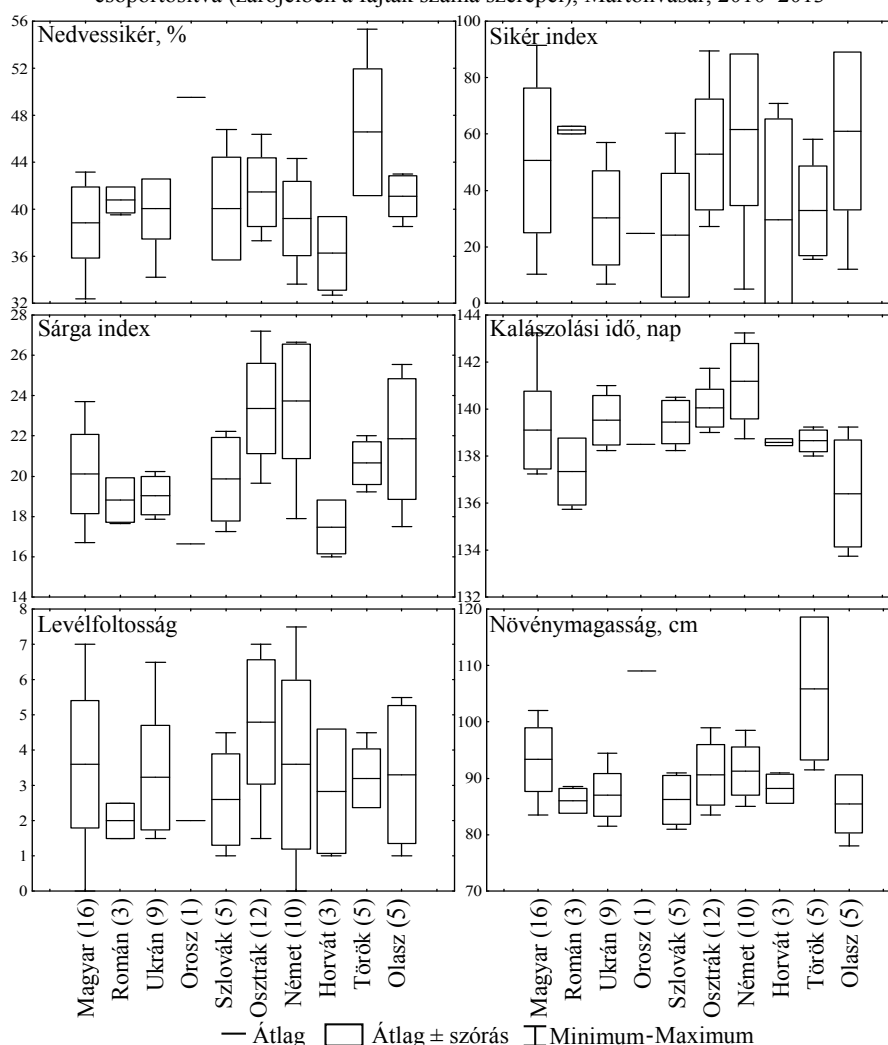 csoportosítva (zárójelben a fajták száma szerepel), Martonvásár, 2010–2013
Nedvessikér, %
56
52
48
44
40
36
32
Sikér index
100
80
60
40
20
0
Sárga index
28
26
24
22
20
18
16
14
Kalászolási idő, nap
144
142
140
138
136
134
132
Levélfoltosság
8
7
6
5
4
3
2
1
0
Növénymagasság, cm
120
110
100
90
80
70
Magyar (16)
Román (3)
Ukrán (9)
Orosz (1)
Szlovák (5)
Osztrák (12)
Német (10)
Horvát (3)
Török (5)
Olasz (5)
Magyar (16)
Román (3)
Ukrán (9)
Orosz (1)
Szlovák (5)
Osztrák (12)
Német (10)
Horvát (3)
Török (5)
Olasz (5)
Átlag Átlag ± szórás Minimum-Maximum